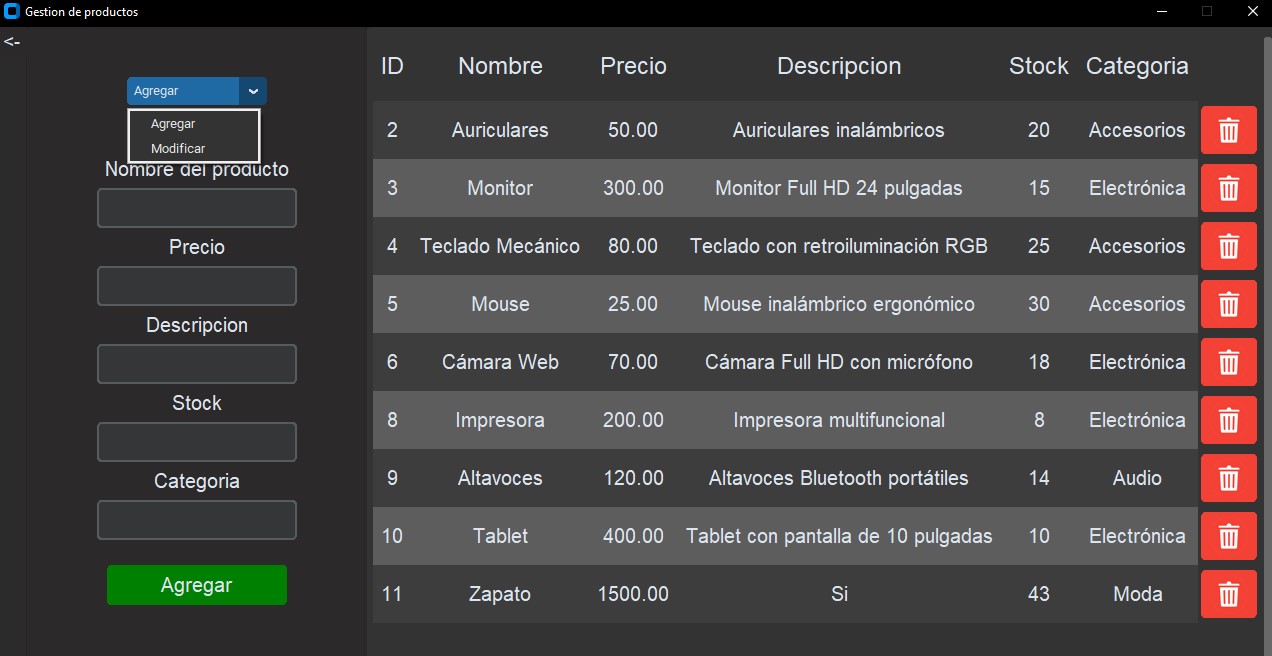 Gestion de productos
<-
Agregar
Agregar
Modificar
Nombre del producto
Precio
Descripcion
Stock
Categoria
Agregar
ID Nombre Precio Descripcion Stock Categoria
2 Auriculares 50.00 Auriculares inalámbricos 20 Accesorios
3 Monitor 300.00 Monitor Full HD 24 pulgadas 15 Electrónica
4 Teclado Mecánico 80.00 Teclado con retroiluminación RGB 25 Accesorios
5 Mouse 25.00 Mouse inalámbrico ergonómico 30 Accesorios
6 Cámara Web 70.00 Cámara Full HD con micrófono 18 Electrónica
8 Impresora 200.00 Impresora multifuncional 8 Electrónica
9 Altavoces 120.00 Altavoces Bluetooth portátiles 14 Audio
10 Tablet 400.00 Tablet con pantalla de 10 pulgadas 10 Electrónica
11 Zapato 1500.00 Si 43 Moda